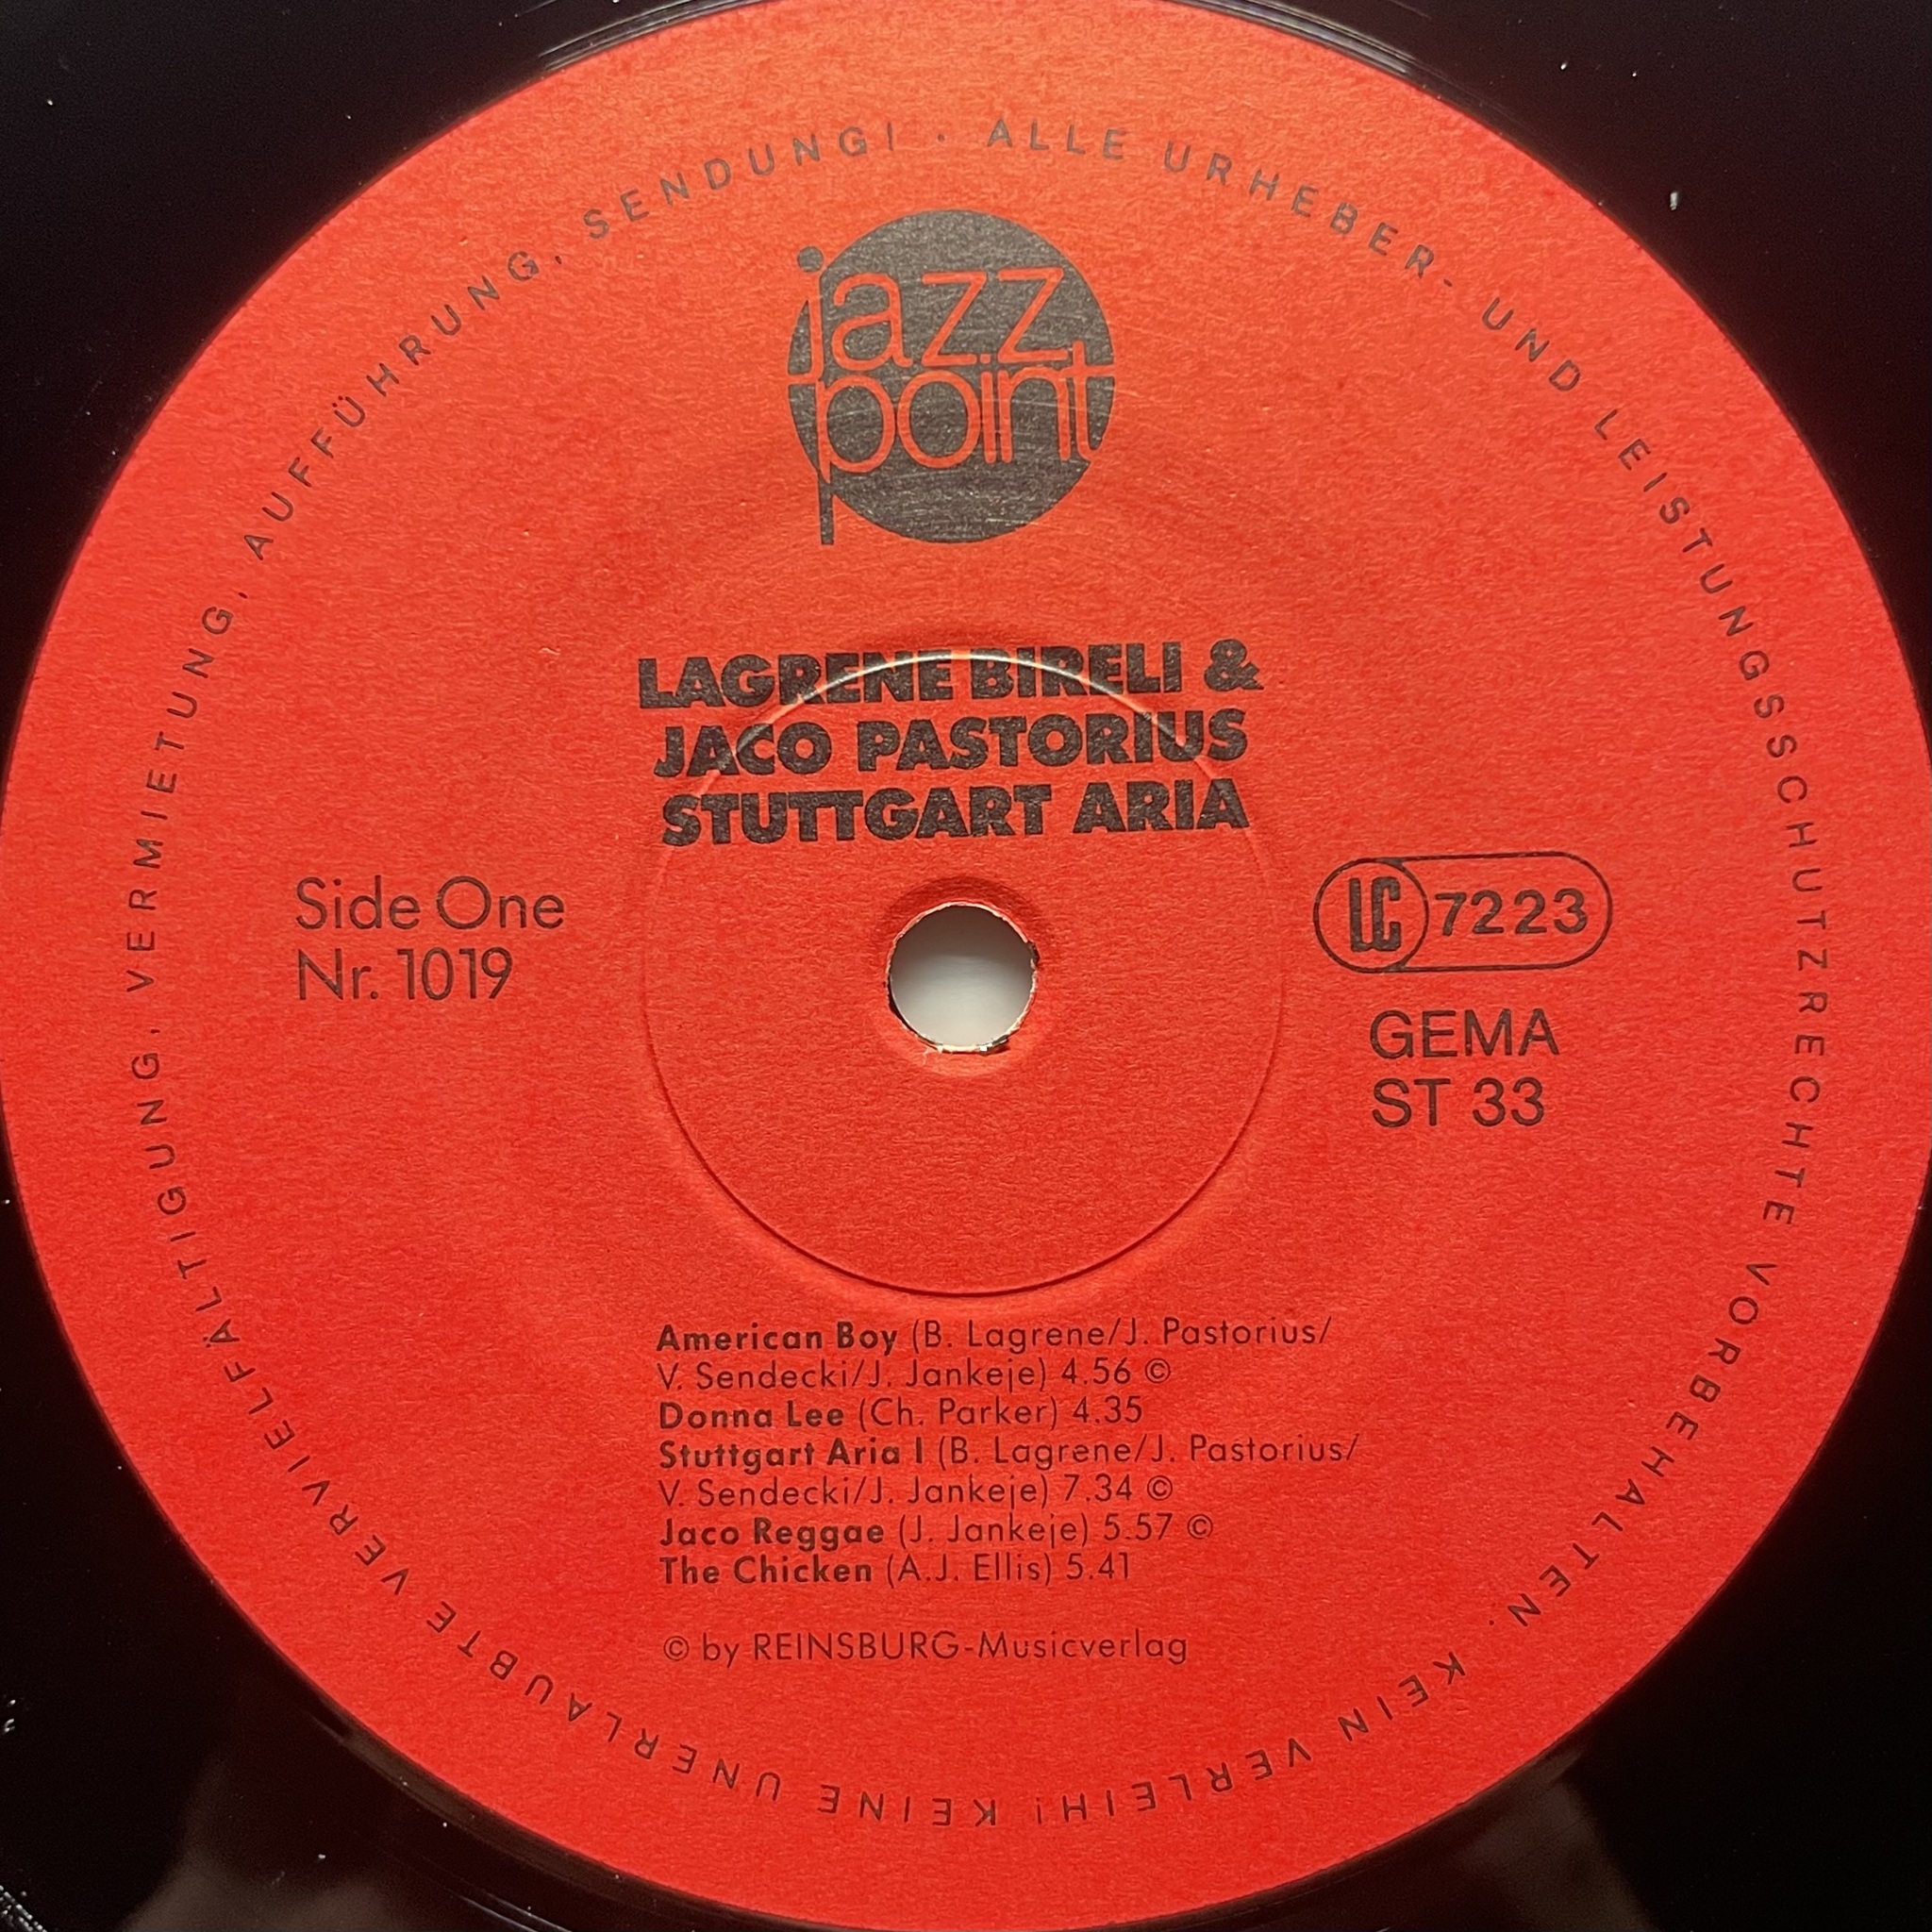 ALLE URHEBER- UND LEISTUNGSSCHUTZRECHTE VORBEHALTEN. KEIN VERLEIH! KEINE UNERLAUBTE VERVIELFÄLTIGUNG, VERMIETUNG, AUFFÜHRUNG, SENDUNG! ·
jazz
point
LAGRENE BIRELI &
JACO PASTORIUS
STUTTGART ARIA
Side One
Nr. 1019
LC 7223
GEMA
ST 33
American Boy (B. Lagrene/J. Pastorius/
V. Sendecki/J. Jankeje) 4.56 ©
Donna Lee (Ch. Parker) 4.35
Stuttgart Aria I (B. Lagrene/J. Pastorius/
V. Sendecki/J. Jankeje) 7.34 ©
Jaco Reggae (J. Jankeje) 5.57 ©
The Chicken (A.J. Ellis) 5.41
© by REINSBURG-Musicverlag